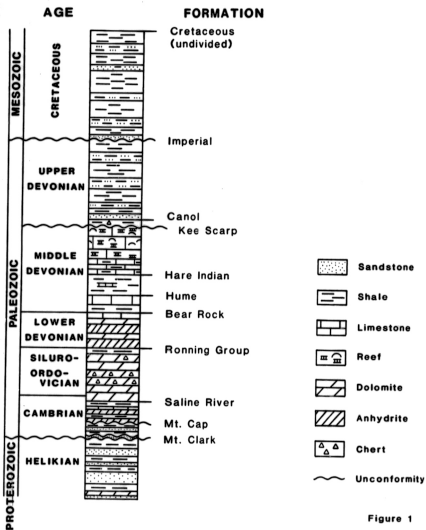 AGE
FORMATION
MESOZOIC
CRETACEOUS
Cretaceous
(undivided)
Imperial
PALEOZOIC
UPPER
DEVONIAN
Canol
Kee Scarp
MIDDLE
DEVONIAN
Hare Indian
Hume
Bear Rock
LOWER
DEVONIAN
Ronning Group
SILURO-
ORDO-
VICIAN
Saline River
CAMBRIAN
Mt. Cap
Mt. Clark
PROTEROZOIC
HELIKIAN
Sandstone
Shale
Limestone
Reef
Dolomite
Anhydrite
Chert
Unconformity
Figure 1